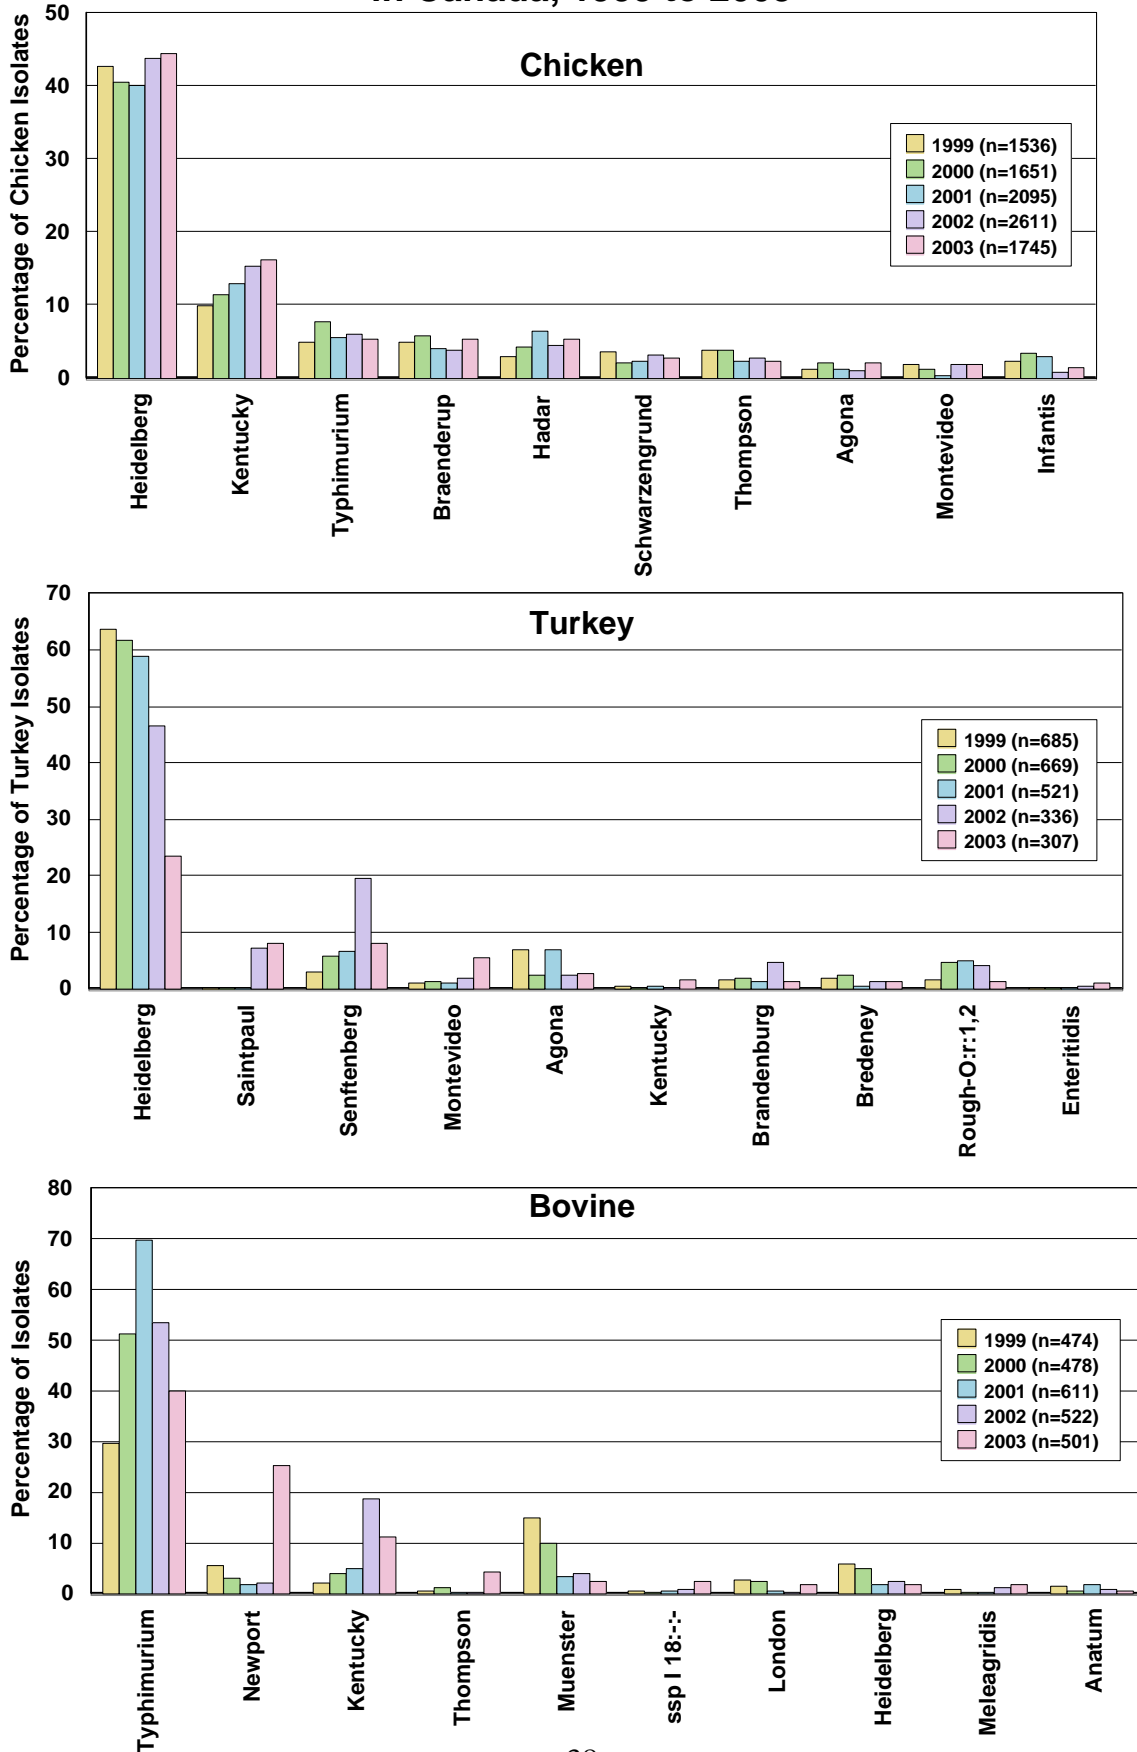 Chicken
Percentage of Chicken Isolates
50
40
30
20
10
0
1999 (n=1536)
2000 (n=1651)
2001 (n=2095)
2002 (n=2611)
2003 (n=1745)
Heidelberg
Kentucky
Typhimurium
Braenderup
Hadar
Schwarzengrund
Thompson
Agona
Montevideo
Infantis
Turkey
Percentage of Turkey Isolates
70
60
50
40
30
20
10
0
1999 (n=685)
2000 (n=669)
2001 (n=521)
2002 (n=336)
2003 (n=307)
Heidelberg
Saintpaul
Senftenberg
Montevideo
Agona
Kentucky
Brandenburg
Bredeney
Rough-O:r:1,2
Enteritidis
Bovine
Percentage of Isolates
80
70
60
50
40
30
20
10
0
1999 (n=474)
2000 (n=478)
2001 (n=611)
2002 (n=522)
2003 (n=501)
Typhimurium
Newport
Kentucky
Thompson
Muenster
ssp I 18:-:-
London
Heidelberg
Meleagridis
Anatum